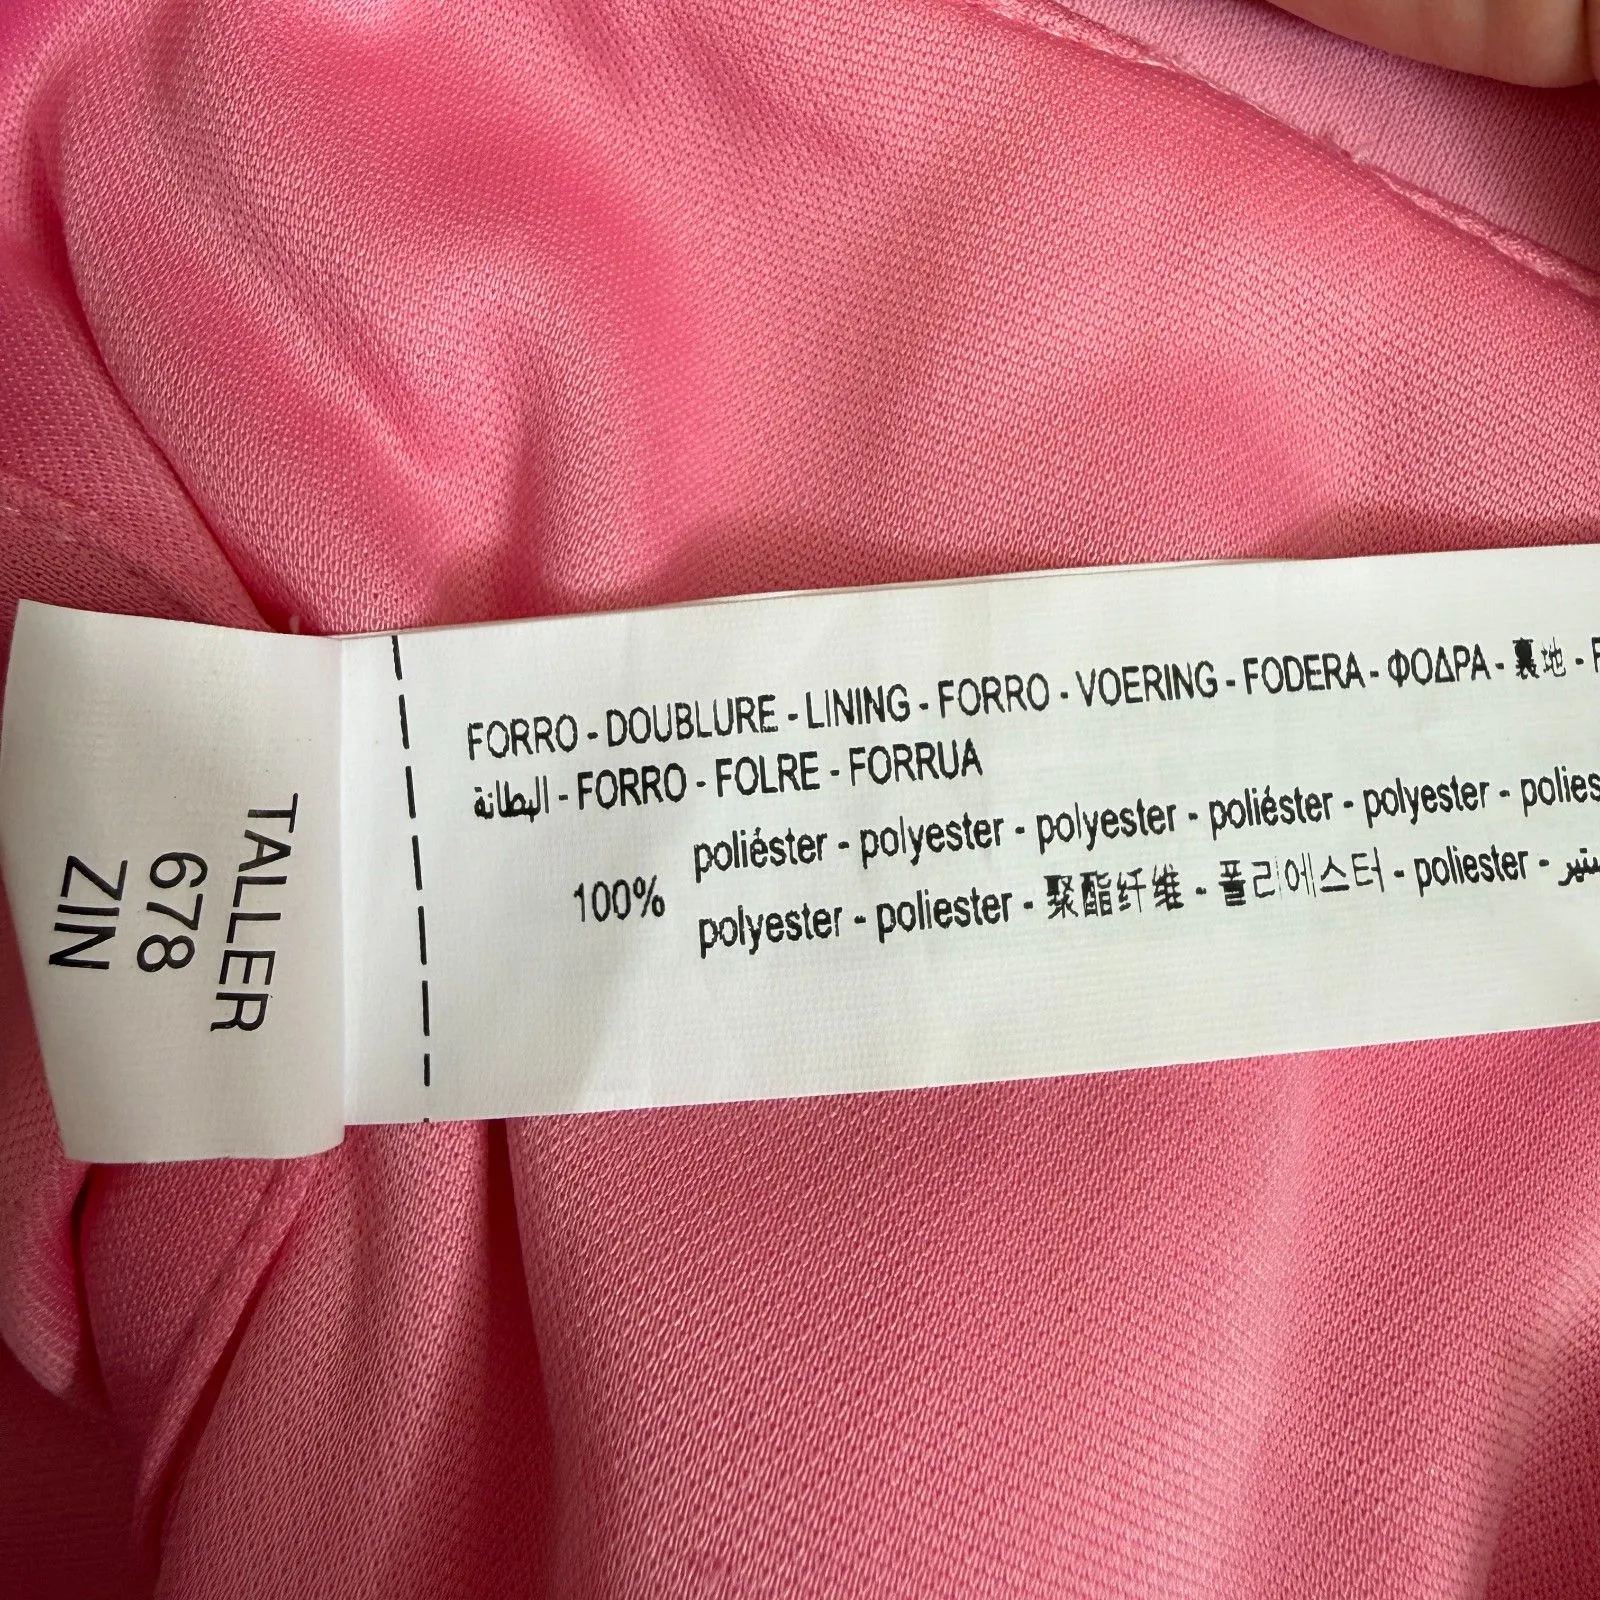 FORRO - DOUBLURE - LINING - FORRO - VOERING - FODERA - ΦΟΔΡΑ - 裏地 -
البطانة - FORRO - FOLRE - FORRUA
100%
poliéster - polyester - polyester - poliéster - polyester -
polyester - poliester - 聚酯纤维 - 폴리에스터 - poliester -
TALLER
678
ZIN